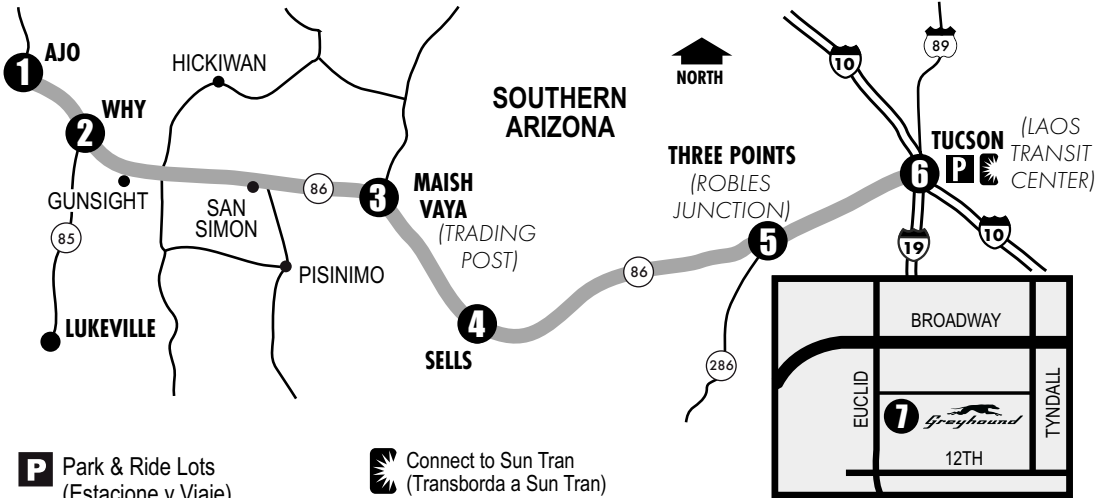 1 AJO
2 WHY
HICKIWAN
GUNSIGHT
85
LUKEVILLE
SAN
SIMON
86
PISINIMO
3 MAISH
VAYA
(TRADING
POST)
4
SELLS
SOUTHERN
ARIZONA
NORTH
86
THREE POINTS
(ROBLES
JUNCTION)
5
286
10
89
TUCSON
6 P
(LAOS
TRANSIT
CENTER)
19
10
BROADWAY
EUCLID
TYNDALL
7 Greyhound
12TH
P Park & Ride Lots
(Estacione y Viaje)
Connect to Sun Tran
(Transborda a Sun Tran)